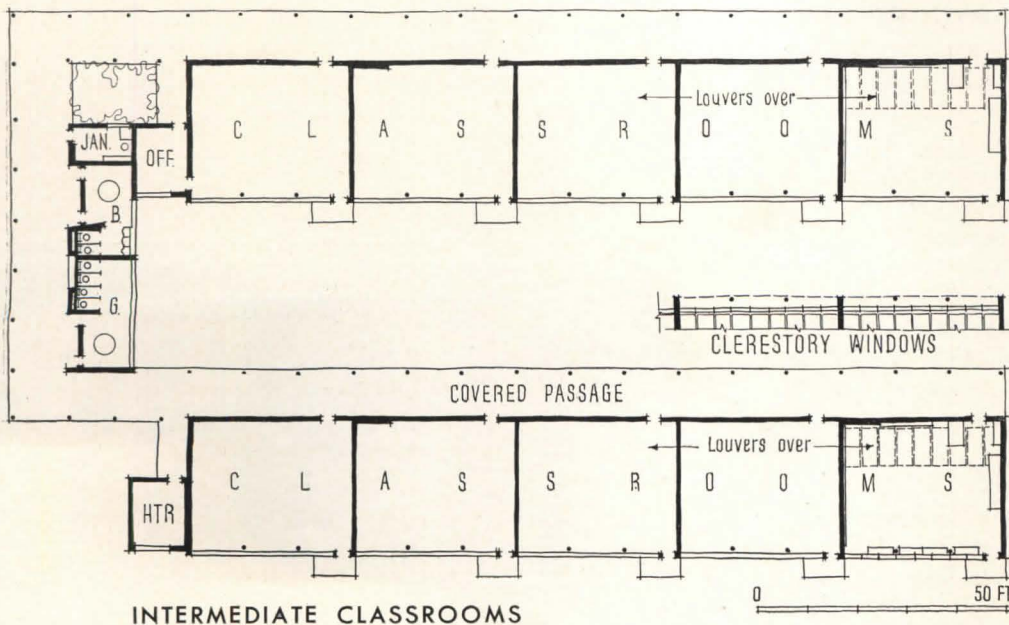 Louvers over
C L A S S R O O M S
JAN.
OFF.
B.
G.
CLERESTORY WINDOWS
COVERED PASSAGE
Louvers over
C L A S S R O O M S
HTR
0 50 FT
INTERMEDIATE CLASSROOMS